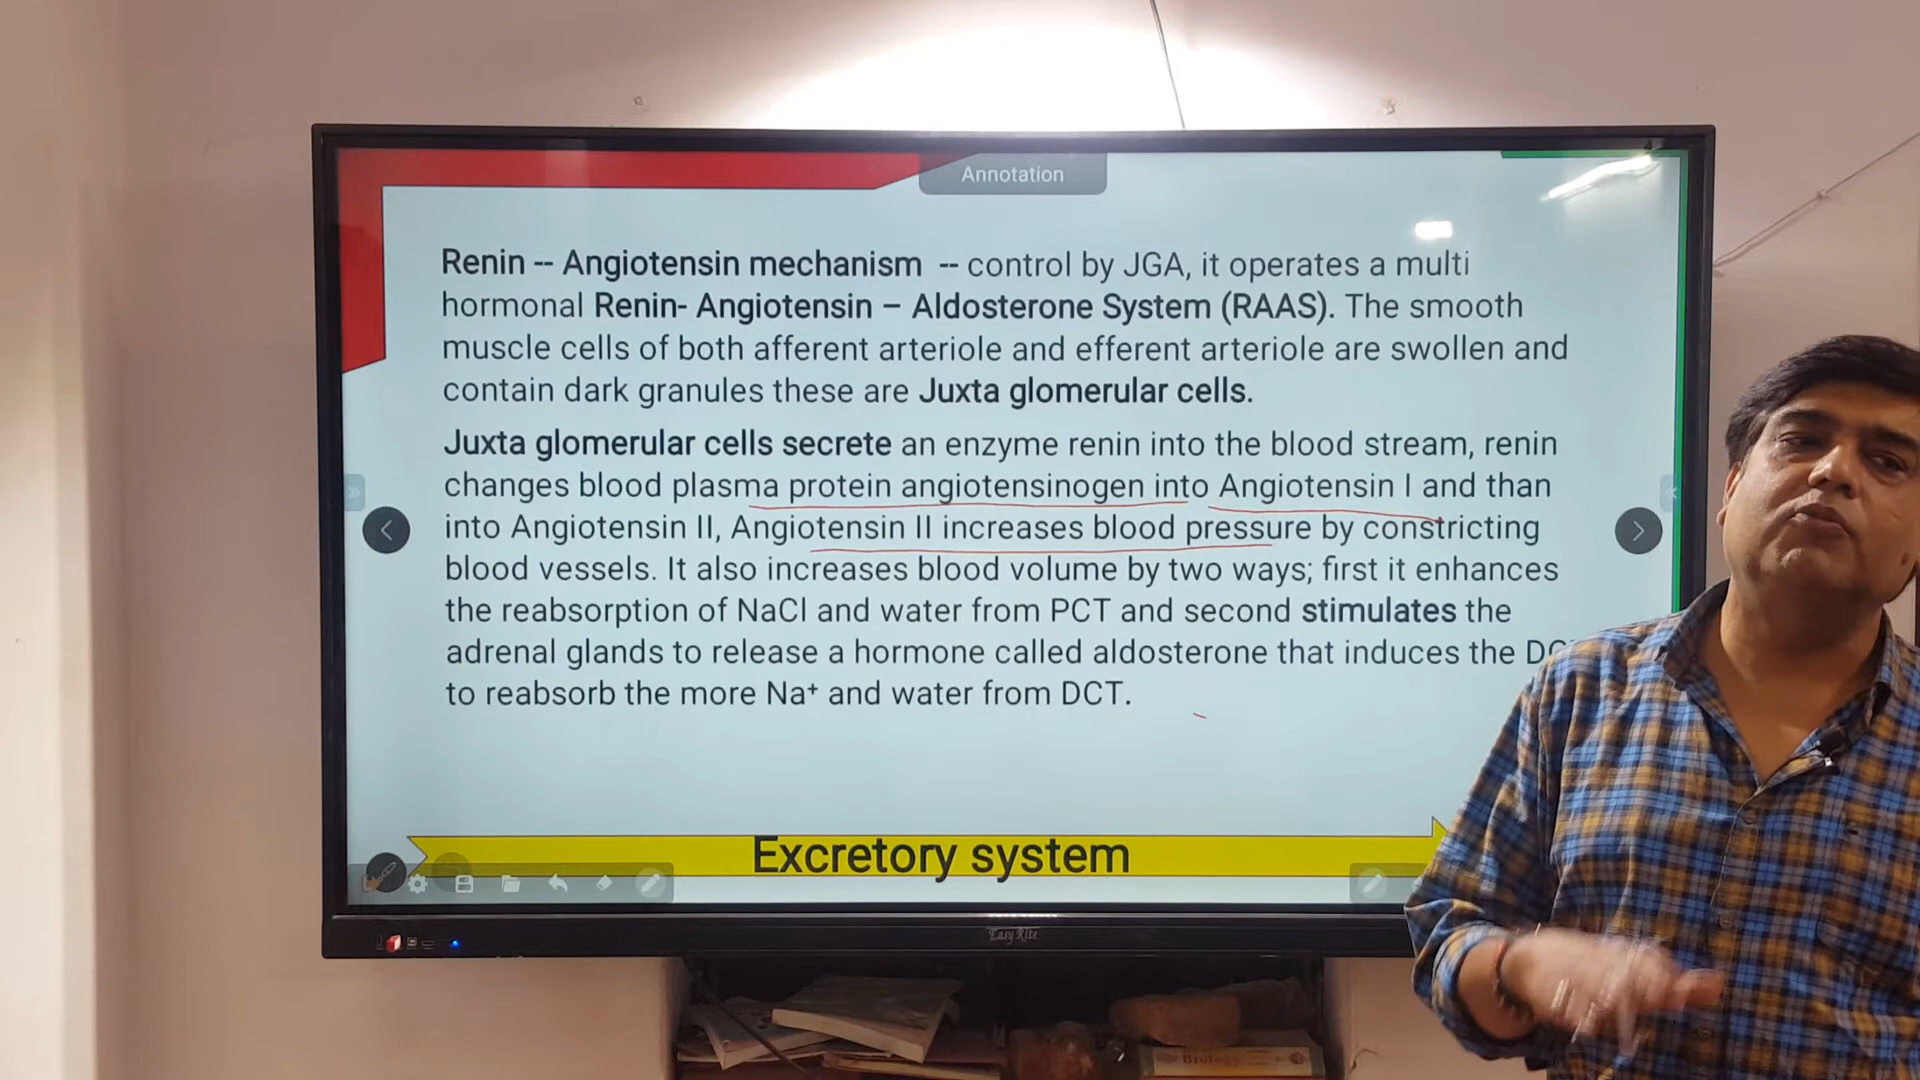 Annotation
Renin -- Angiotensin mechanism -- control by JGA, it operates a multi
hormonal Renin- Angiotensin – Aldosterone System (RAAS). The smooth
muscle cells of both afferent arteriole and efferent arteriole are swollen and
contain dark granules these are Juxta glomerular cells.
Juxta glomerular cells secrete an enzyme renin into the blood stream, renin
changes blood plasma protein angiotensinogen into Angiotensin I and than
into Angiotensin II, Angiotensin II increases blood pressure by constricting
blood vessels. It also increases blood volume by two ways; first it enhances
the reabsorption of NaCl and water from PCT and second stimulates the
adrenal glands to release a hormone called aldosterone that induces the
to reabsorb the more Na⁺ and water from DCT.
Excretory system
EasyRite
Biology